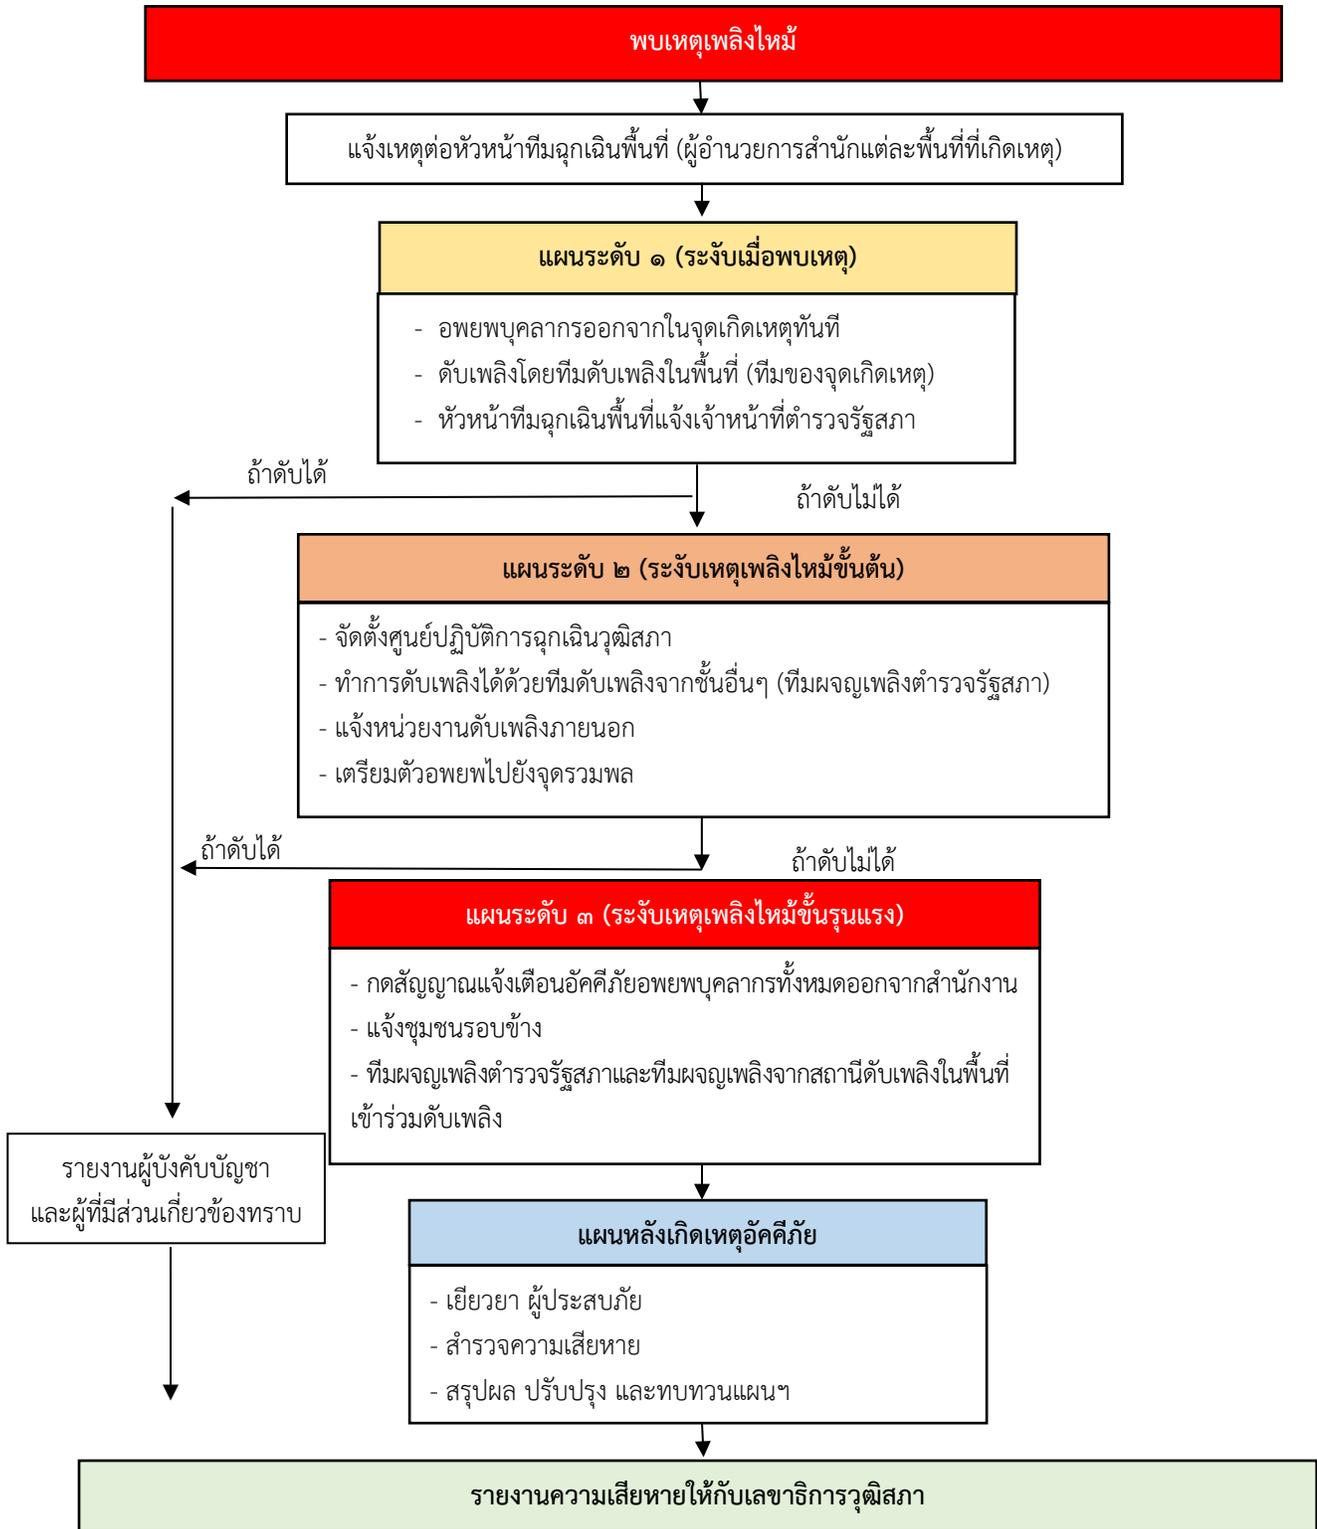 พบเหตุเพลิงไหม้
แจ้งเหตุต่อหัวหน้าทีมฉุกเฉินพื้นที่ (ผู้อำนวยการสำนักแต่ละพื้นที่ที่เกิดเหตุ)
แผนระดับ ๑ (ระงับเมื่อพบเหตุ)
- อพยพบุคลากรออกจากในจุดเกิดเหตุทันที
- ดับเพลิงโดยทีมดับเพลิงในพื้นที่ (ทีมของจุดเกิดเหตุ)
- หัวหน้าทีมฉุกเฉินพื้นที่แจ้งเจ้าหน้าที่ตำรวจรัฐสภา
ถ้าดับได้
ถ้าดับไม่ได้
แผนระดับ ๒ (ระงับเหตุเพลิงไหม้ขั้นต้น)
- จัดตั้งศูนย์ปฏิบัติการฉุกเฉินวุฒิสภา
- ทำการดับเพลิงได้ด้วยทีมดับเพลิงจากชั้นอื่นๆ (ทีมผจญเพลิงตำรวจรัฐสภา)
- แจ้งหน่วยงานดับเพลิงภายนอก
- เตรียมตัวอพยพไปยังจุดรวมพล
ถ้าดับได้
ถ้าดับไม่ได้
แผนระดับ ๓ (ระงับเหตุเพลิงไหม้ขั้นรุนแรง)
- กดสัญญาณแจ้งเตือนอัคคีภัยอพยพบุคลากรทั้งหมดออกจากสำนักงาน
- แจ้งชุมชนรอบข้าง
- ทีมผจญเพลิงตำรวจรัฐสภาและทีมผจญเพลิงจากสถานีดับเพลิงในพื้นที่
เข้าร่วมดับเพลิง
รายงานผู้บังคับบัญชา
และผู้ที่มีส่วนเกี่ยวข้องทราบ
แผนหลังเกิดเหตุอัคคีภัย
- เยียวยา ผู้ประสบภัย
- สำรวจความเสียหาย
- สรุปผล ปรับปรุง และทบทวนแผนฯ
รายงานความเสียหายให้กับเลขาธิการวุฒิสภา